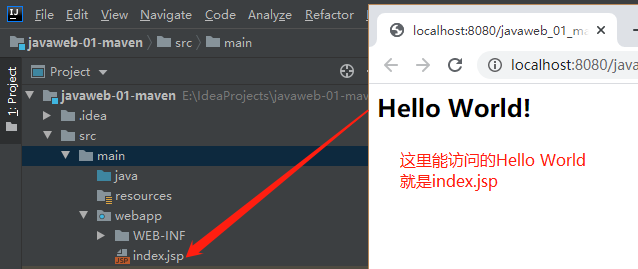 IJ File Edit View Navigate Code Analyze Refactor
javaweb-01-maven src main
Project
1: Project
javaweb-01-maven E:\IdeaProjects\javaweb-01-mav
.idea
src
main
java
resources
webapp
WEB-INF
JSP index.jsp
localhost:8080/javaweb_01_ma
localhost:8080/java
Hello World!
这里能访问的Hello World
就是index.jsp